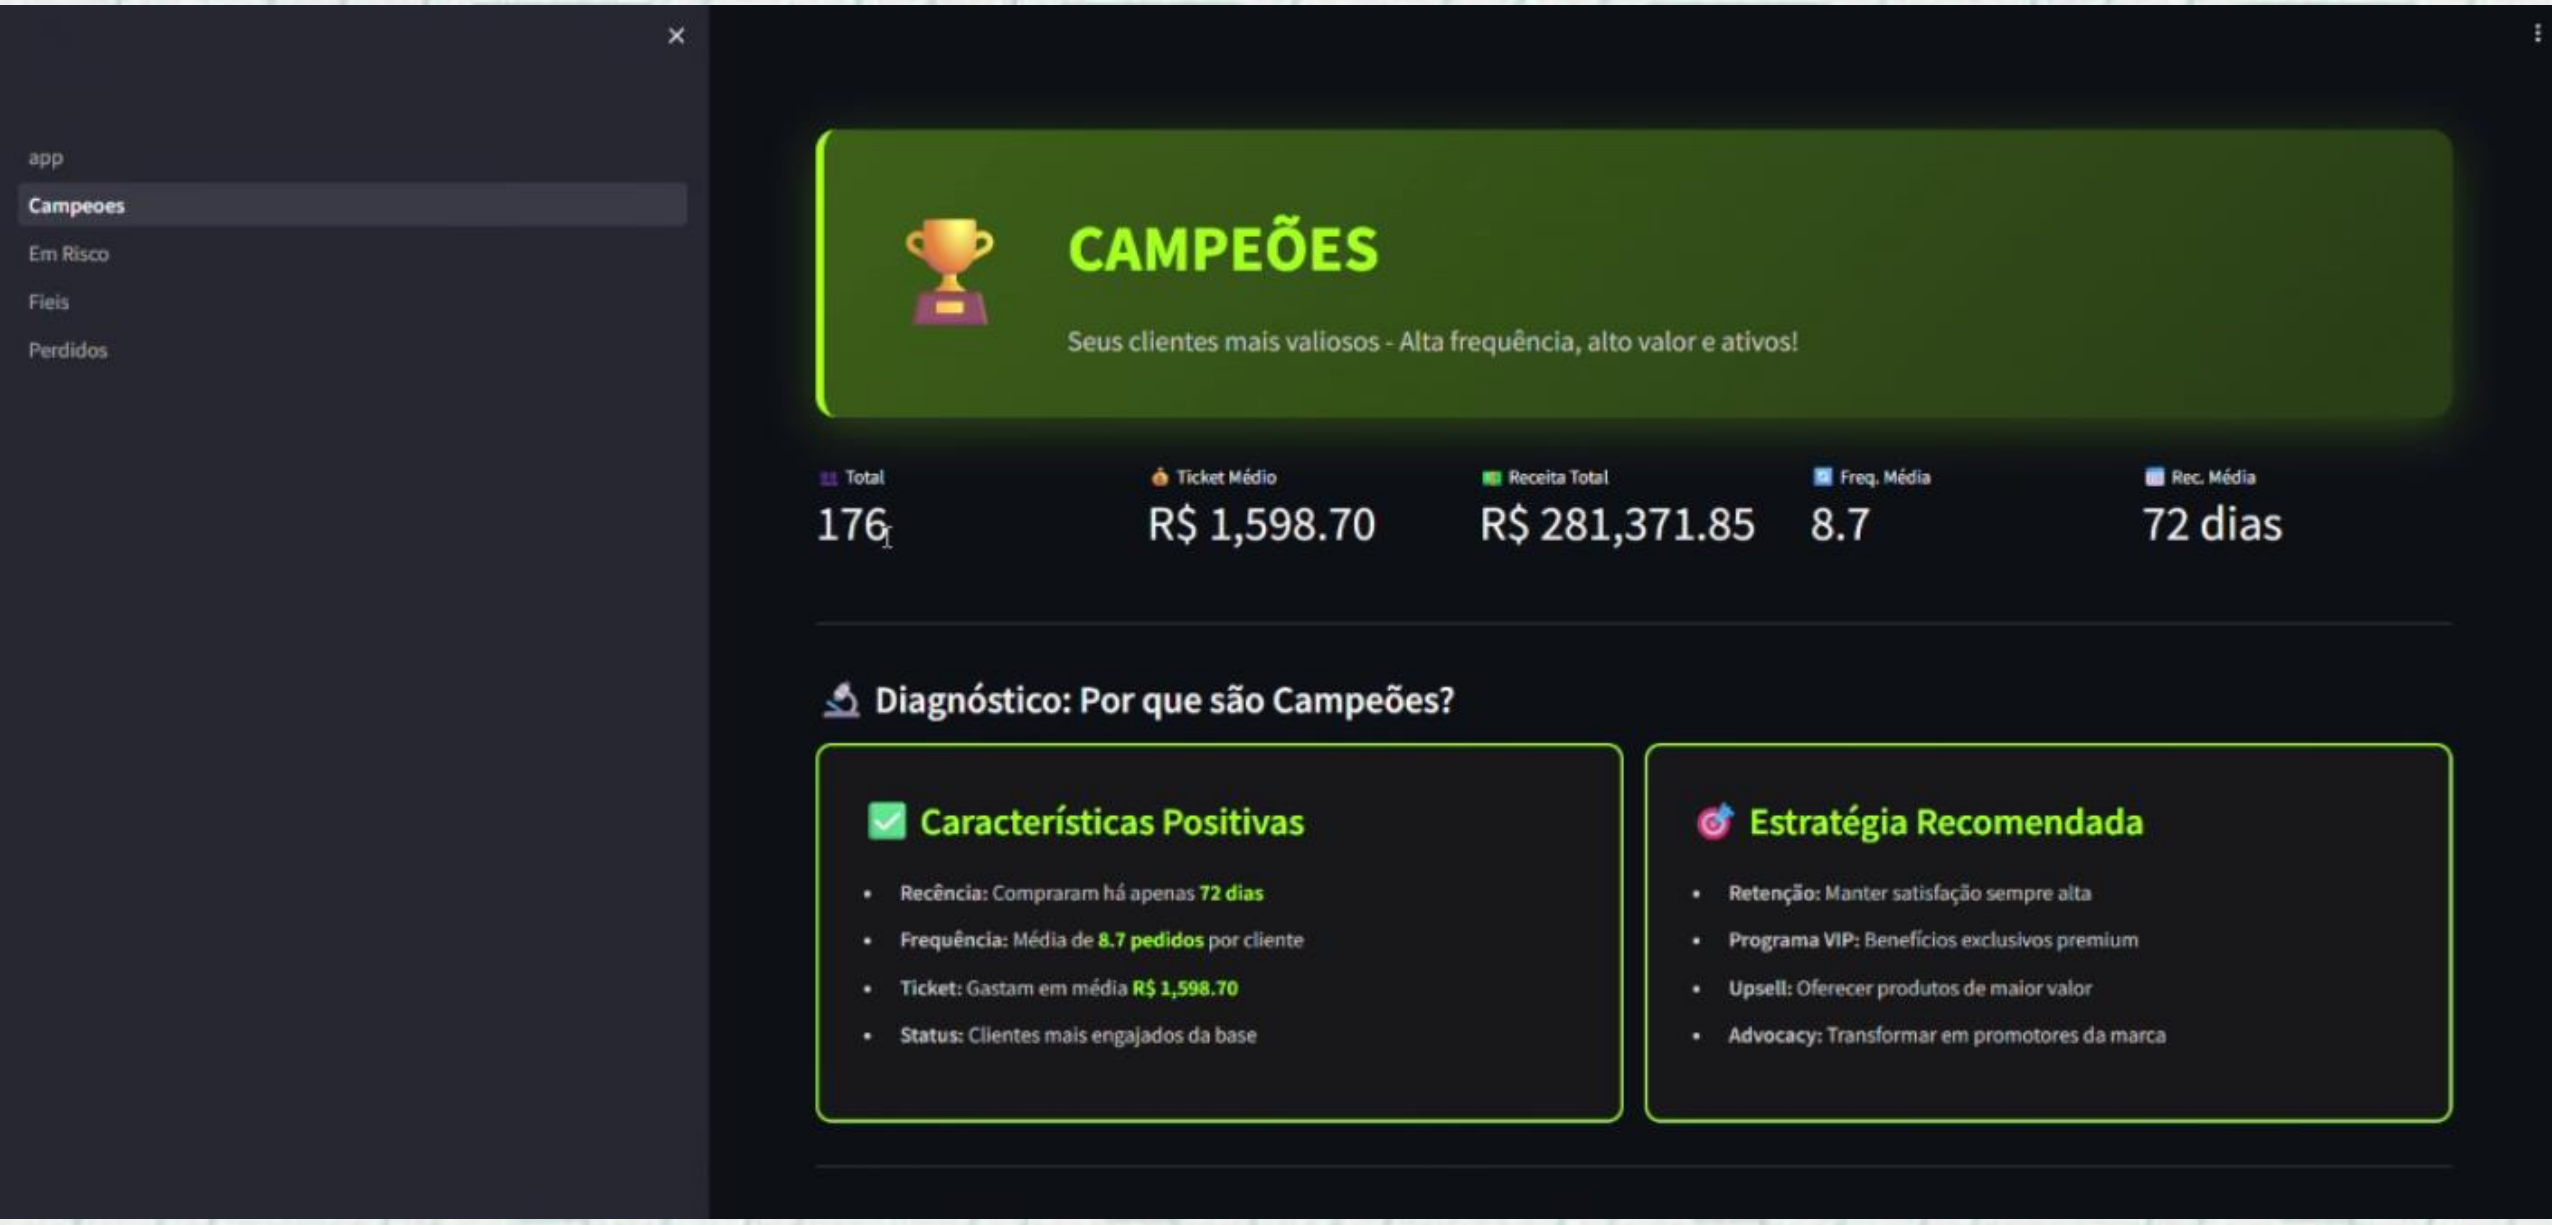 app
Campeoes
Em Risco
Fieis
Perdidos
CAMPEÕES
Seus clientes mais valiosos - Alta frequência, alto valor e ativos!
Total
176
Ticket Médio
R$ 1,598.70
Receita Total
R$ 281,371.85
Freq. Média
8.7
Rec. Média
72 dias
Diagnóstico: Por que são Campeões?
Características Positivas
• Recência: Compraram há apenas 72 dias
• Frequência: Média de 8.7 pedidos por cliente
• Ticket: Gastam em média R$ 1,598.70
• Status: Clientes mais engajados da base
Estratégia Recomendada
• Retenção: Manter satisfação sempre alta
• Programa VIP: Benefícios exclusivos premium
• Upsell: Oferecer produtos de maior valor
• Advocacy: Transformar em promotores da marca